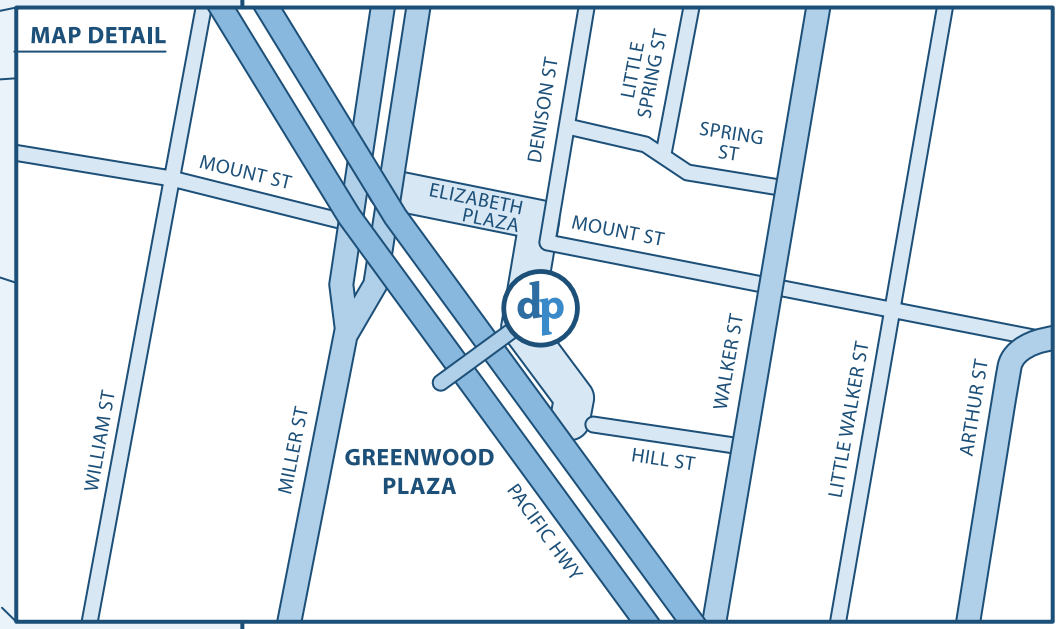 MAP DETAIL
LITTLE
SPRING ST
DENISON ST
SPRING
ST
MOUNT ST
ELIZABETH
PLAZA
MOUNT ST
dp
WALKER ST
LITTLE WALKER ST
ARTHUR ST
WILLIAM ST
MILLER ST
GREENWOOD
PLAZA
HILL ST
PACIFIC HWY